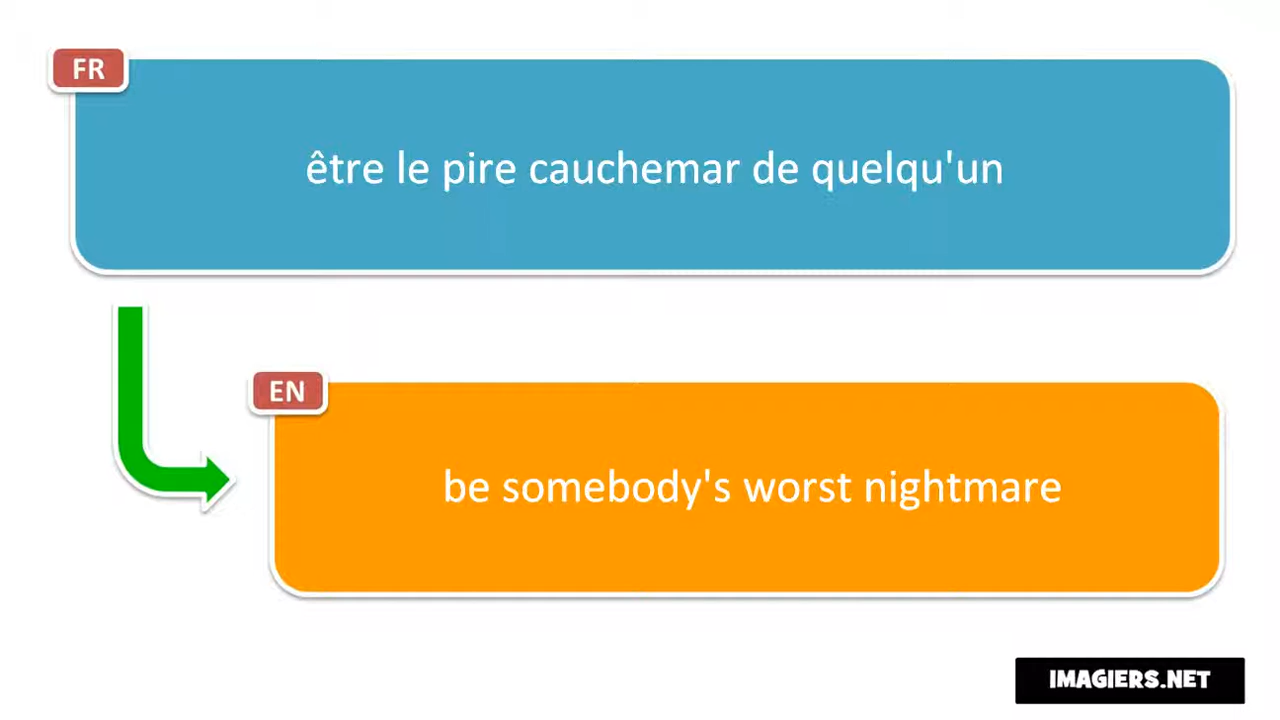 FR
être le pire cauchemar de quelqu'un
EN
be somebody's worst nightmare
IMAGIERS.NET